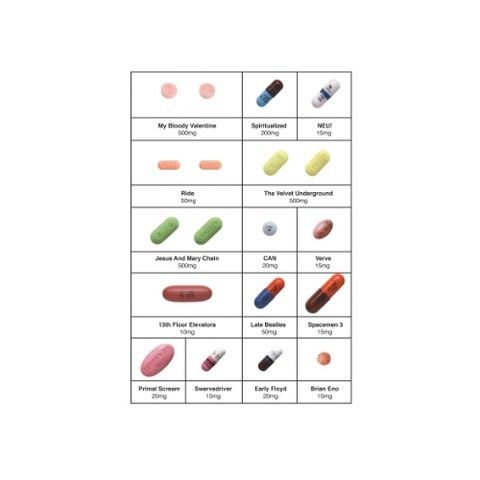 My Bloody Valentine
500mg
Spiritualized
200mg
NEU!
15mg
Ride
50mg
The Velvet Underground
500mg
Jesus And Mary Chain
500mg
CAN
20mg
Verve
15mg
13th Floor Elevators
10mg
Late Beatles
50mg
Spacemen 3
15mg
Primal Scream
20mg
Swervedriver
15mg
Early Floyd
20mg
Brian Eno
15mg